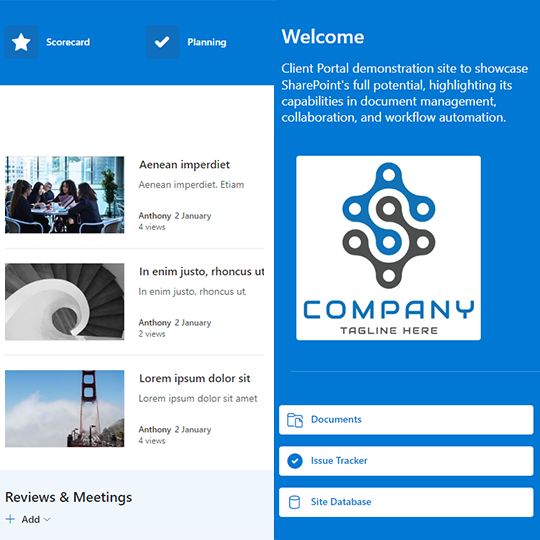 Scorecard
Planning
Aenean imperdiet
Aenean imperdiet. Etiam
Anthony 2 January
4 views
In enim justo, rhoncus ut
In enim justo, rhoncus ut.
Anthony 2 January
2 views
Lorem ipsum dolor sit
Lorem ipsum dolor sit amet
Anthony 2 January
4 views
Reviews & Meetings
Add
Welcome
Client Portal demonstration site to showcase
SharePoint's full potential, highlighting its
capabilities in document management,
collaboration, and workflow automation.
COMPANY
TAGLINE HERE
Documents
Issue Tracker
Site Database